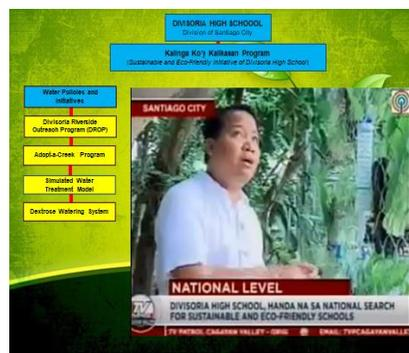 DIVISORIA HIGH SCHOOOL
Division of Santiago City
Kalinga Ko'y Kalikasan Program
(Sustainable and Eco-Friendly Initiative of Divisoria High School)
Water Policies and
Initiatives
Divisoria Riverside
Outreach Program (DROP)
Adopt-a-Creek Program
Simulated Water
Treatment Model
Dextrose Watering System
SANTIAGO CITY
NATIONAL LEVEL
DIVISORIA HIGH SCHOOL, HANDA NA SA NATIONAL SEARCH
FOR SUSTAINABLE AND ECO-FRIENDLY SCHOOLS
TV PATROL CAGAYAN VALLEY EMAIL: TVPCAGAYANVALLEY